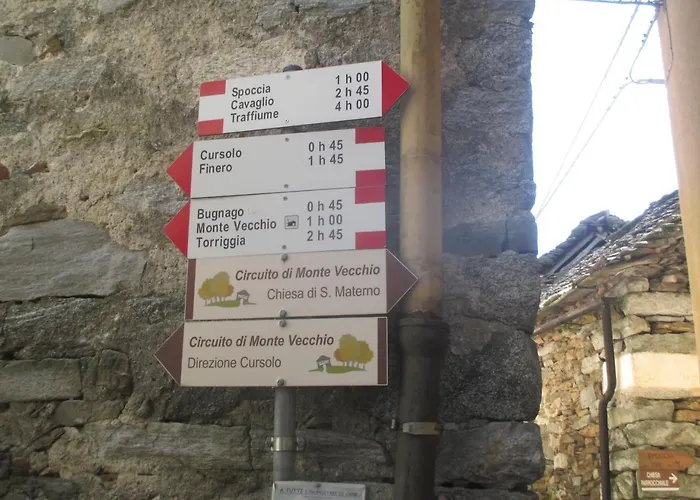 Spoccia 1 h 00
Cavaglio 2 h 45
Traffiume 4 h 00
Cursolo 0 h 45
Finero 1 h 45
Bugnago 0 h 45
Monte Vecchio 1 h 00
Torriggia 2 h 45
Circuito di Monte Vecchio
Chiesa di S. Materno
Circuito di Monte Vecchio
Direzione Cursolo
CHIESA
PARROCCHIALE